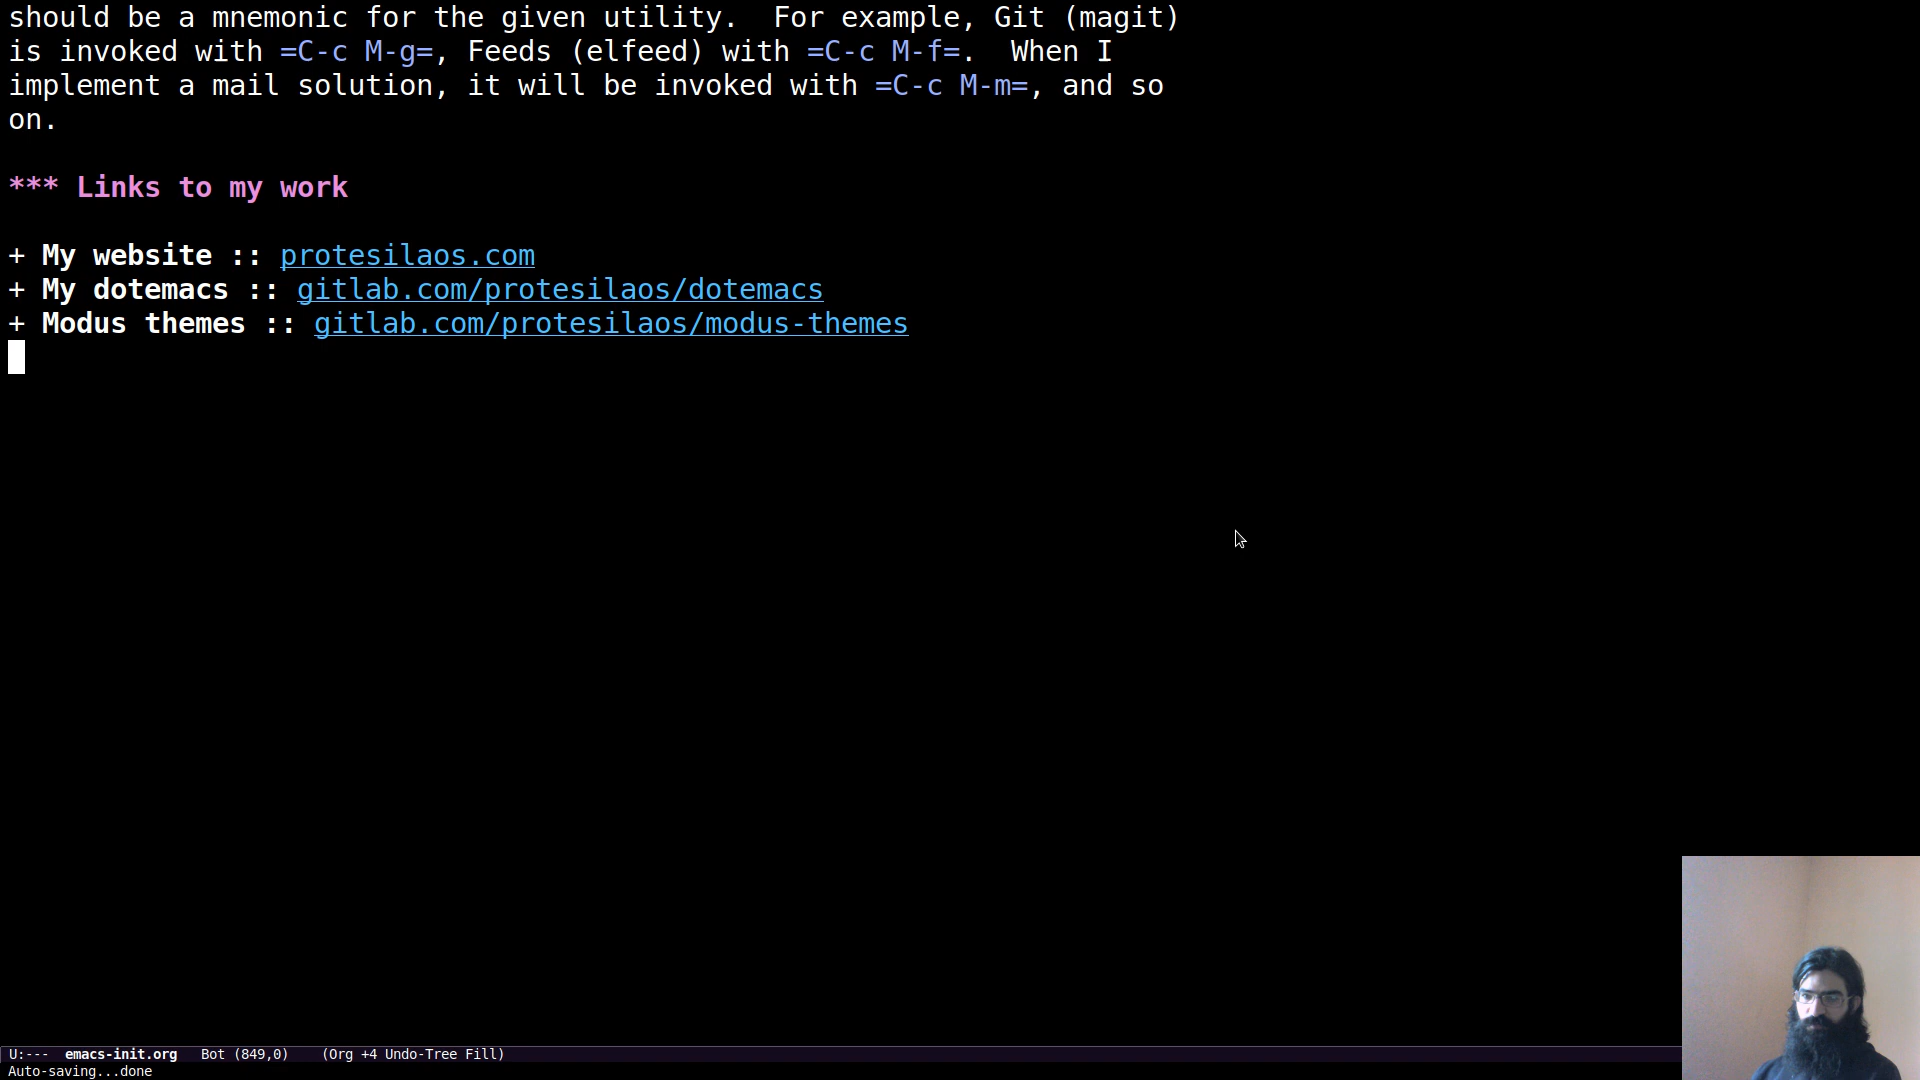 should be a mnemonic for the given utility.  For example, Git (magit)
is invoked with =C-c M-g=, Feeds (elfeed) with =C-c M-f=.  When I
implement a mail solution, it will be invoked with =C-c M-m=, and so
on.
*** Links to my work
+ My website :: protesilaos.com
+ My dotemacs :: gitlab.com/protesilaos/dotemacs
+ Modus themes :: gitlab.com/protesilaos/modus-themes
U:---  emacs-init.org   Bot (849,0)    (Org +4 Undo-Tree Fill)
Auto-saving...done